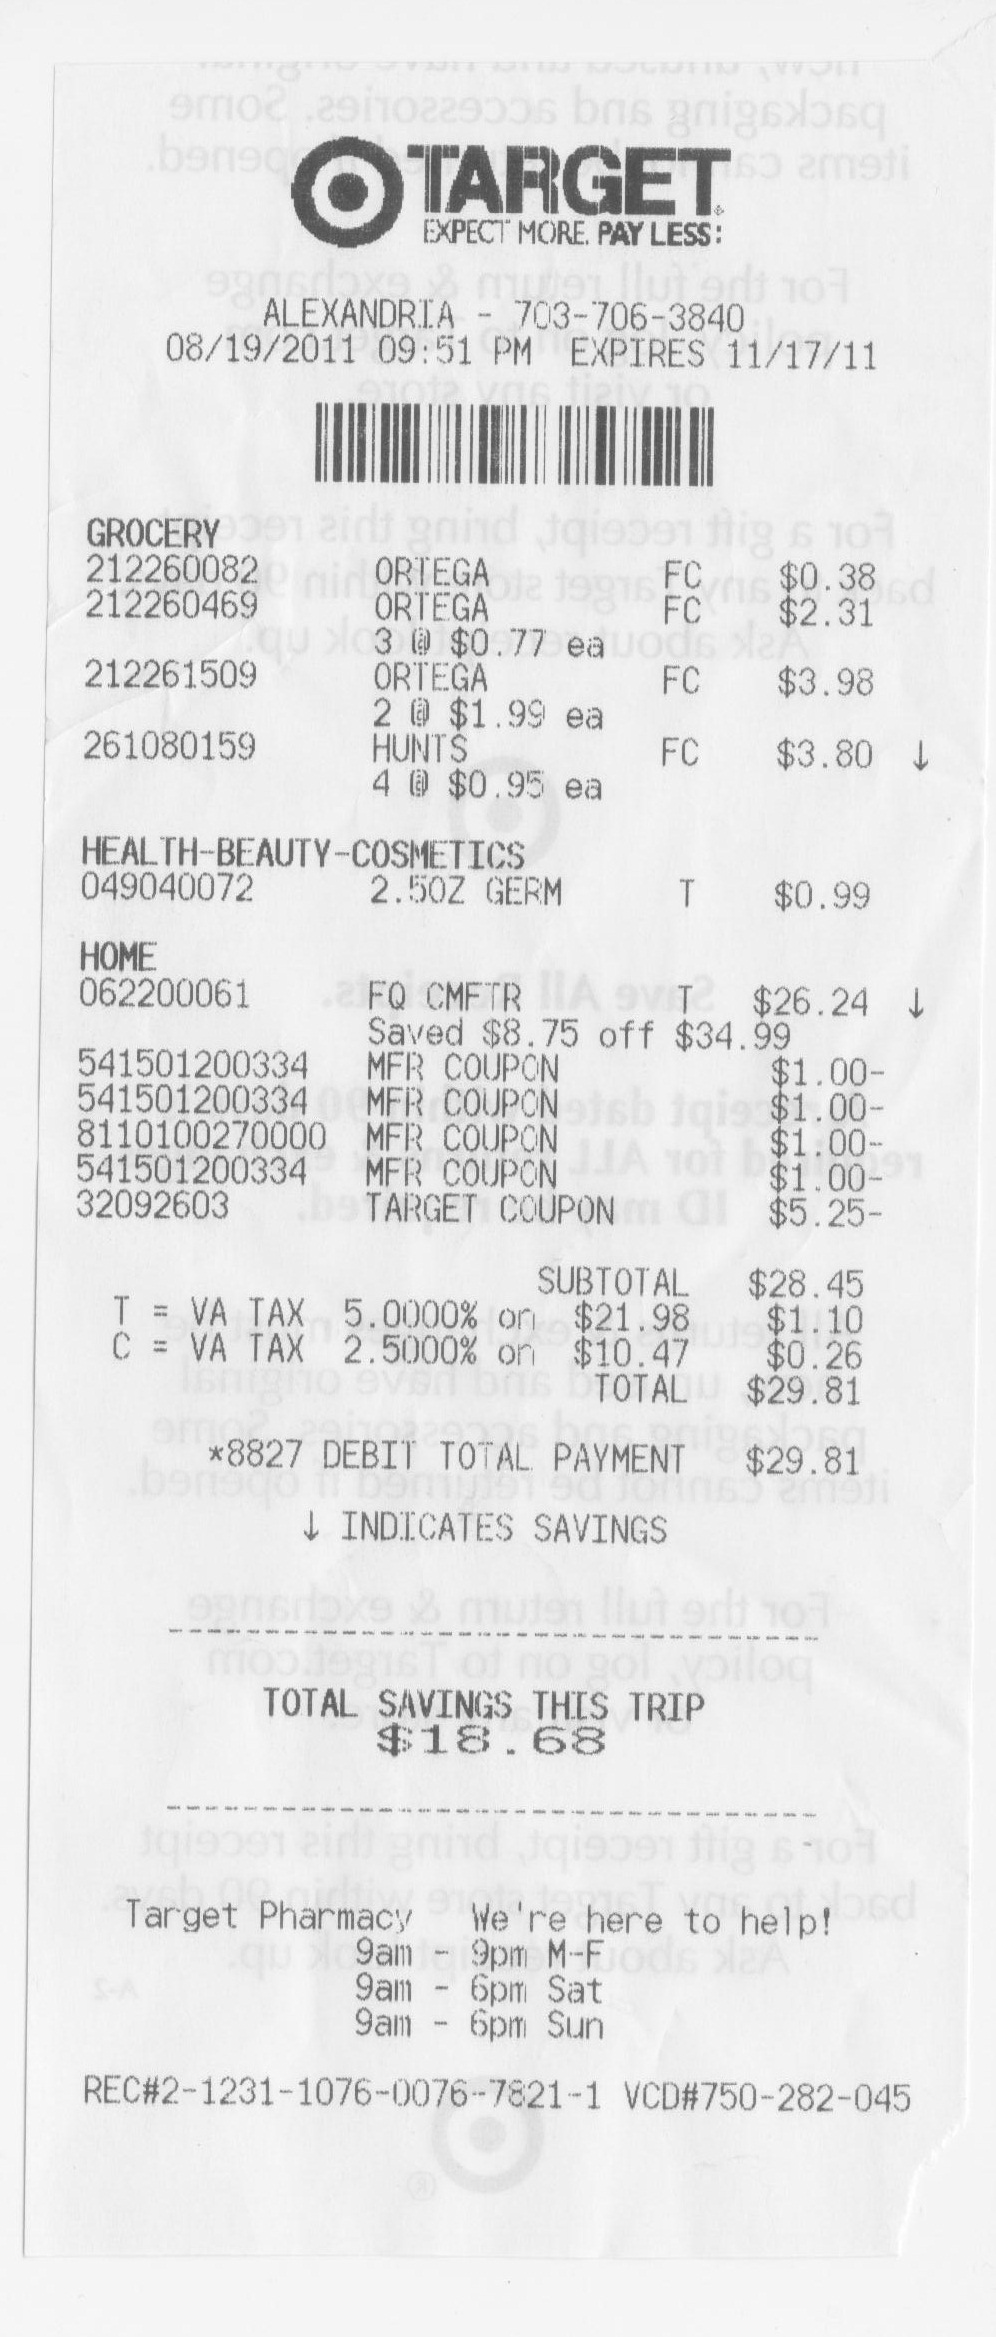 TARGET
EXPECT MORE. PAY LESS.
ALEXANDRIA - 703-706-3840
08/19/2011 09:51 PM EXPIRES 11/17/11
GROCERY
212260082 ORTEGA FC $0.38
212260469 ORTEGA FC $2.31
3 @ $0.77 ea
212261509 ORTEGA FC $3.98
2 @ $1.99 ea
261080159 HUNTS FC $3.80 ↓
4 @ $0.95 ea
HEALTH-BEAUTY-COSMETICS
049040072 2.5OZ GERM T $0.99
HOME
062200061 FQ CMFTR T $26.24 ↓
Saved $8.75 off $34.99
541501200334 MFR COUPON $1.00-
541501200334 MFR COUPON $1.00-
8110100270000 MFR COUPON $1.00-
541501200334 MFR COUPON $1.00-
32092603 TARGET COUPON $5.25-
SUBTOTAL $28.45
T = VA TAX 5.0000% on $21.98 $1.10
C = VA TAX 2.5000% on $10.47 $0.26
TOTAL $29.81
*8827 DEBIT TOTAL PAYMENT $29.81
↓ INDICATES SAVINGS
TOTAL SAVINGS THIS TRIP
$18.68
Target Pharmacy We're here to help!
9am - 9pm M-F
9am - 6pm Sat
9am - 6pm Sun
REC#2-1231-1076-0076-7821-1 VCD#750-282-045